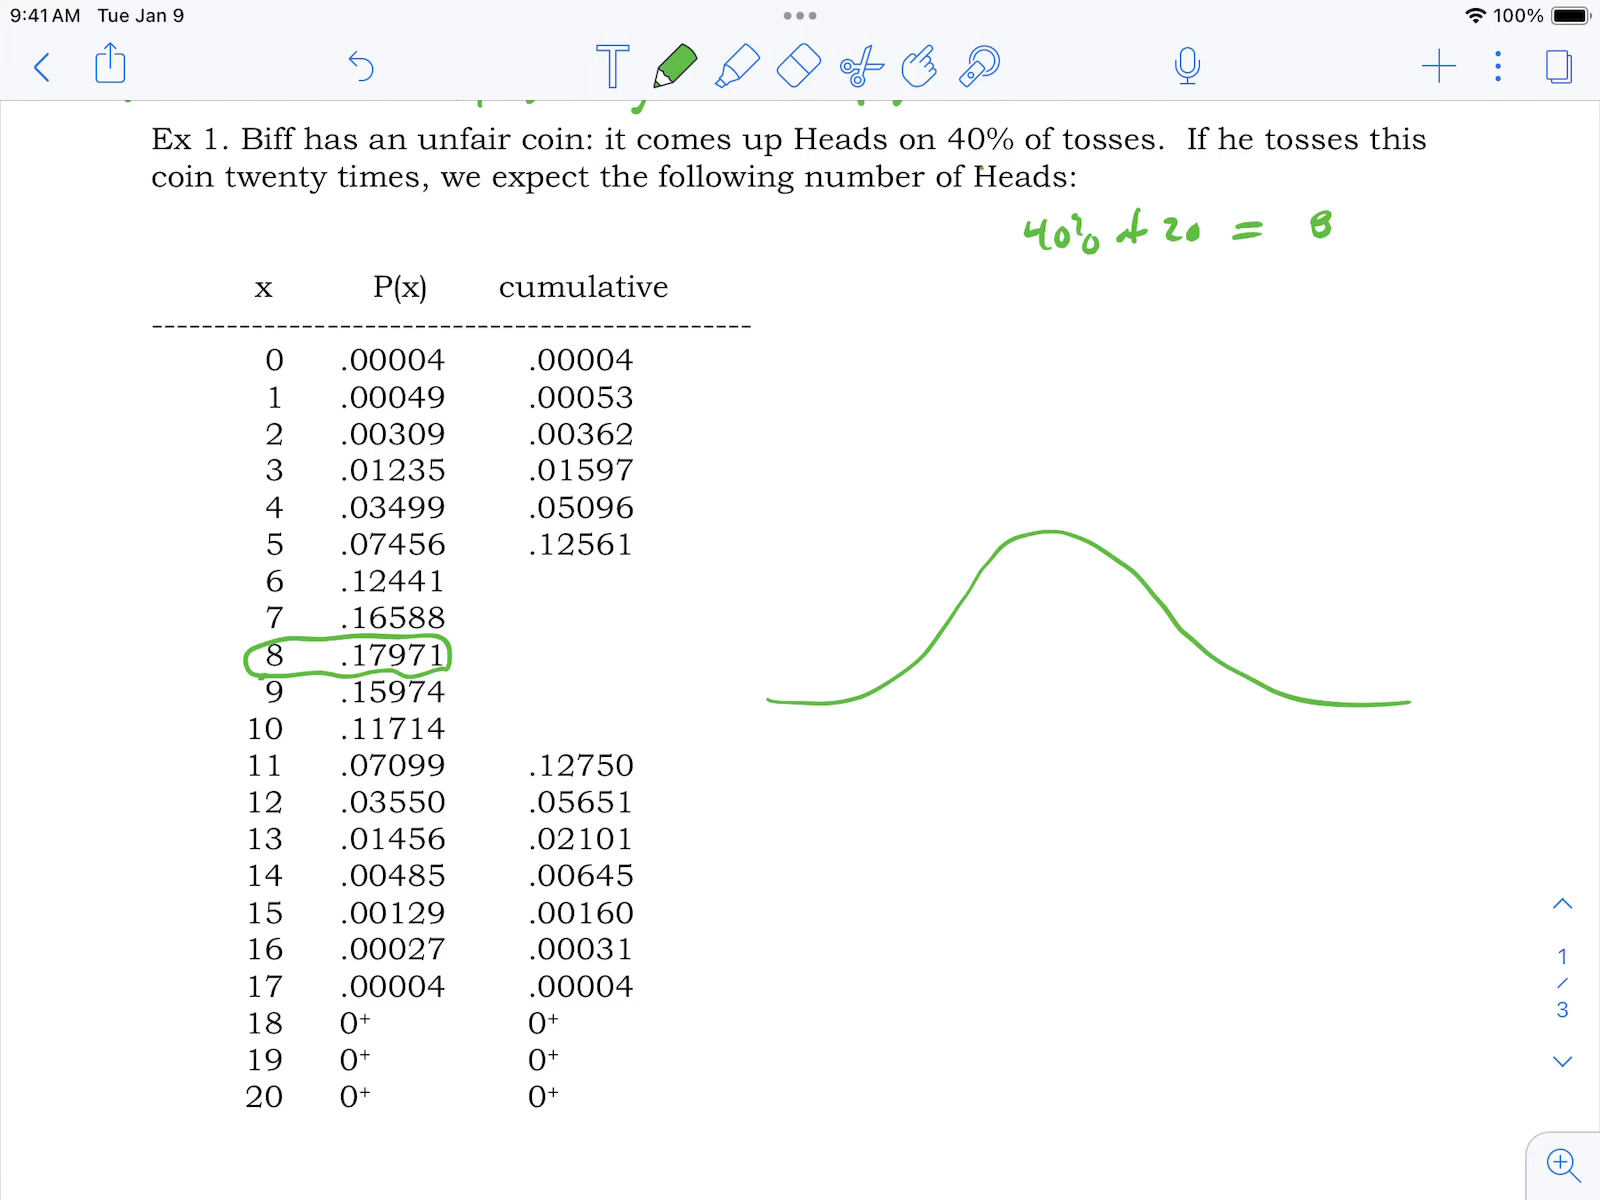 9:41 AM Tue Jan 9
100%
T
Ex 1. Biff has an unfair coin: it comes up Heads on 40% of tosses. If he tosses this
coin twenty times, we expect the following number of Heads:
40% of 20 = 8
x P(x) cumulative
------------------------------------------------
0 .00004 .00004
1 .00049 .00053
2 .00309 .00362
3 .01235 .01597
4 .03499 .05096
5 .07456 .12561
6 .12441
7 .16588
8 .17971
9 .15974
10 .11714
11 .07099 .12750
12 .03550 .05651
13 .01456 .02101
14 .00485 .00645
15 .00129 .00160
16 .00027 .00031
17 .00004 .00004
18 0⁺ 0⁺
19 0⁺ 0⁺
20 0⁺ 0⁺
1
/
3